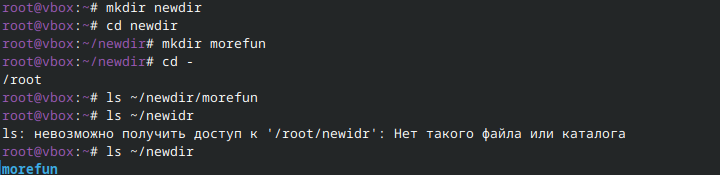 root@vbox:~# mkdir newdir
root@vbox:~# cd newdir
root@vbox:~/newdir# mkdir morefun
root@vbox:~/newdir# cd -
/root
root@vbox:~# ls ~/newdir/morefun
root@vbox:~# ls ~/newidr
ls: невозможно получить доступ к '/root/newidr': Нет такого файла или каталога
root@vbox:~# ls ~/newdir
morefun